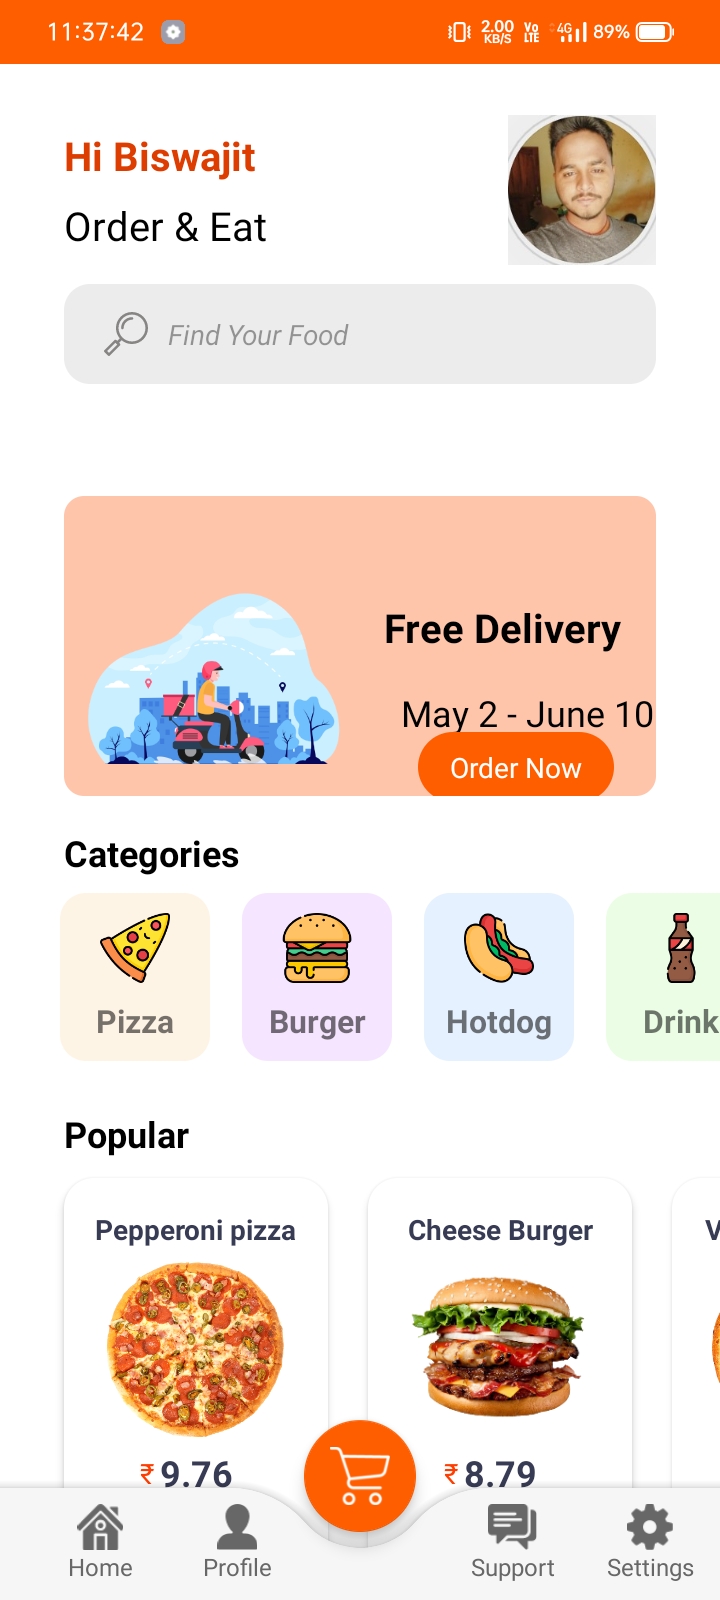 11:37:42 2.00 KB/S Vo LTE 4G 89%
Hi Biswajit
Order & Eat
Find Your Food
Free Delivery
May 2 - June 10
Order Now
Categories
Pizza Burger Hotdog Drink
Popular
Pepperoni pizza Cheese Burger V
₹ 9.76 ₹ 8.79
Home Profile Support Settings